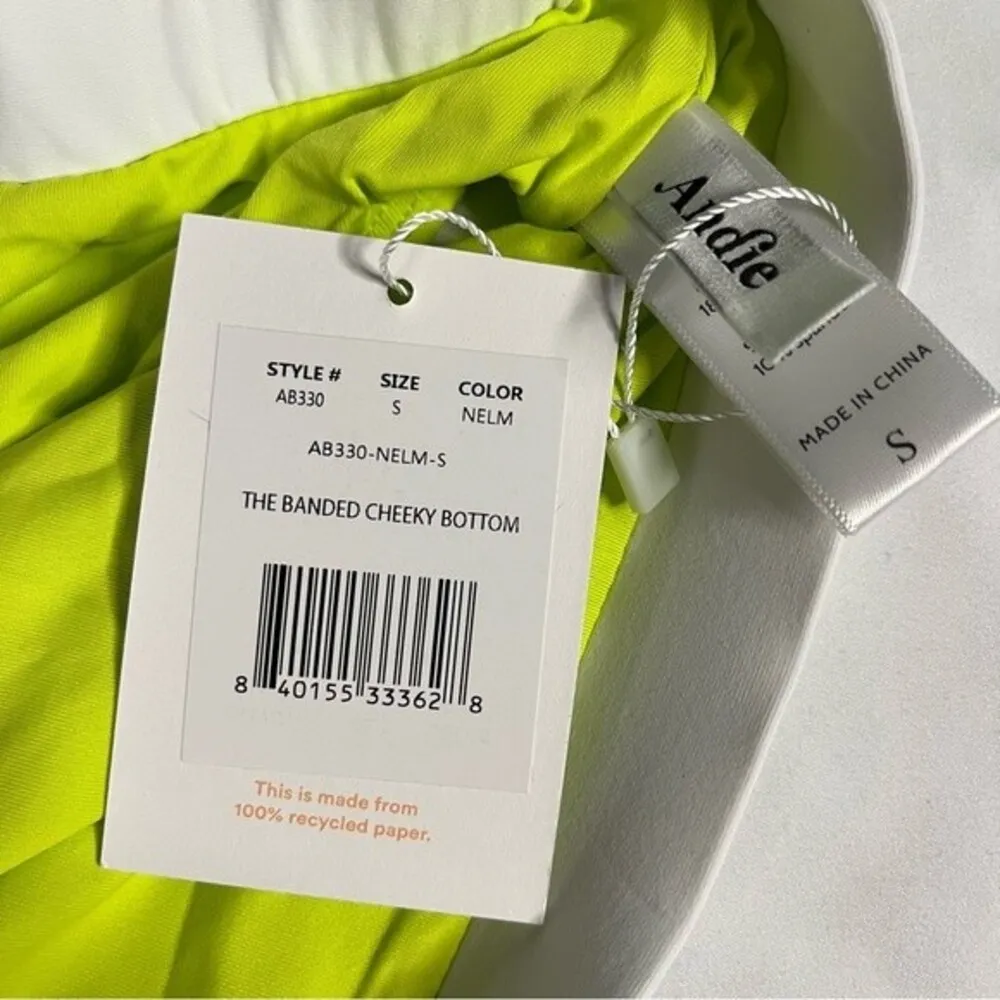 STYLE # SIZE COLOR
AB330 S NELM
AB330-NELM-S
THE BANDED CHEEKY BOTTOM
8 40155 33362 8
This is made from
100% recycled paper.
Andie
MADE IN CHINA
S